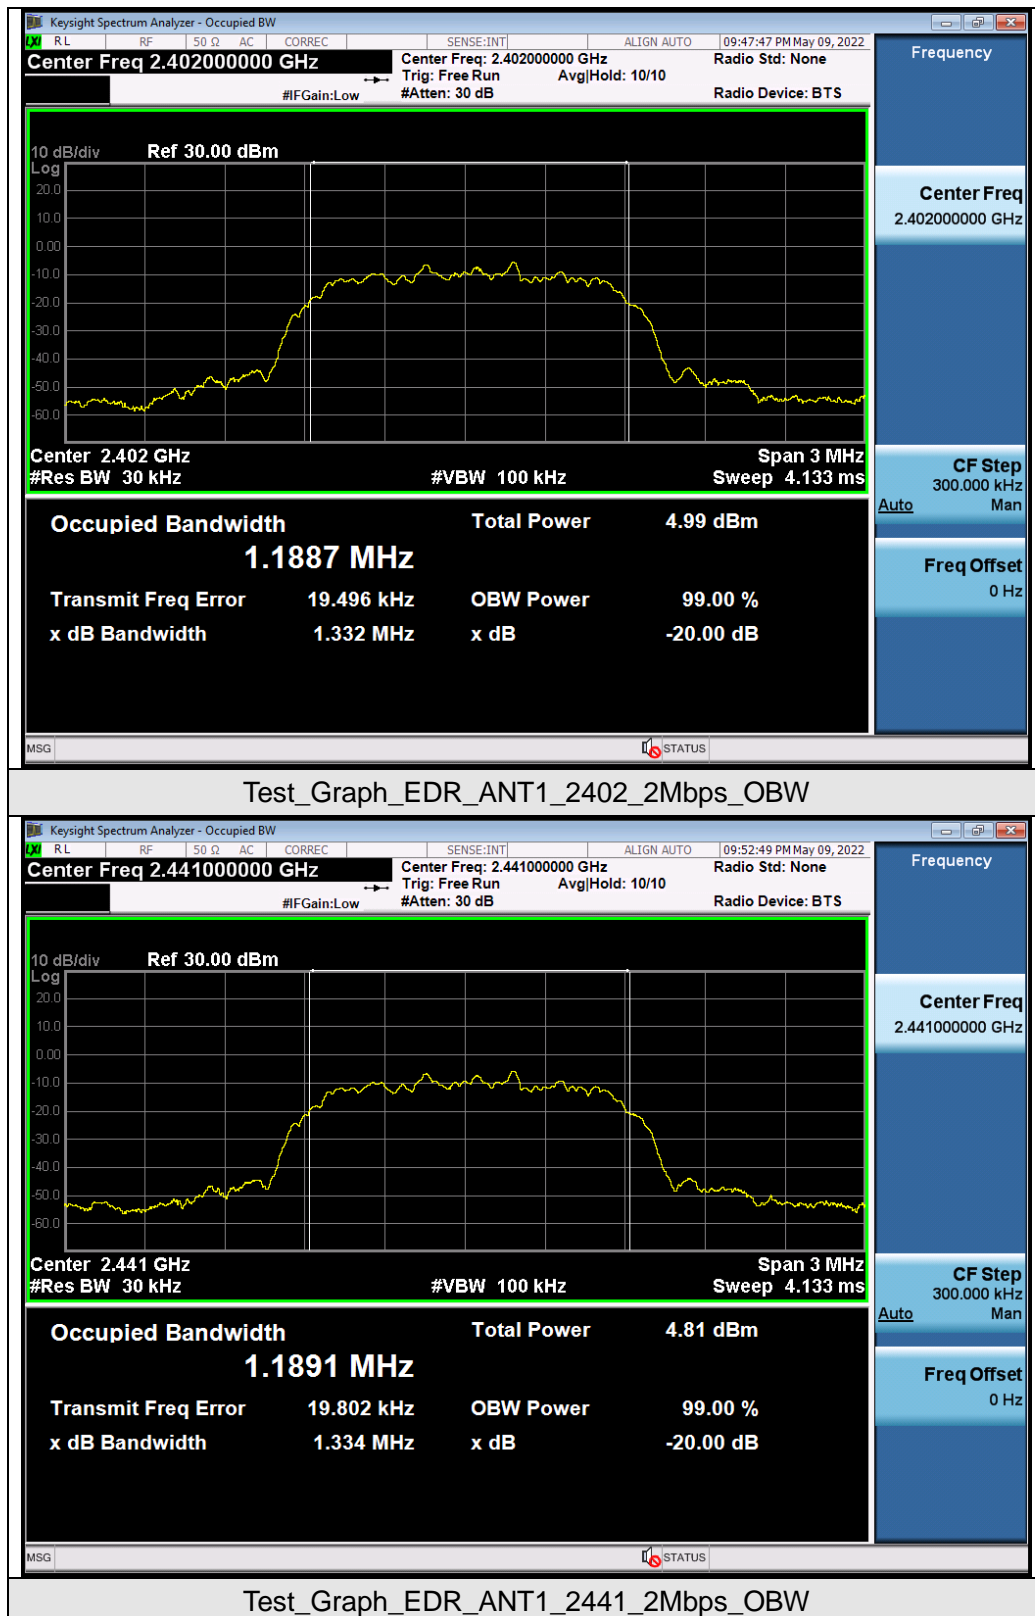 Keysight Spectrum Analyzer - Occupied BW
LXI RL RF 50 Ω AC CORREC SENSE:INT ALIGN AUTO 09:47:47 PM May 09, 2022
Center Freq 2.402000000 GHz
Center Freq: 2.402000000 GHz Radio Std: None
Trig: Free Run Avg|Hold: 10/10
#IFGain:Low #Atten: 30 dB Radio Device: BTS
Frequency
10 dB/div Ref 30.00 dBm
Log
20.0
10.0
0.00
-10.0
-20.0
-30.0
-40.0
-50.0
-60.0
Center 2.402 GHz Span 3 MHz
#Res BW 30 kHz #VBW 100 kHz Sweep 4.133 ms
Center Freq
2.402000000 GHz
CF Step
300.000 kHz
Auto Man
Freq Offset
0 Hz
Occupied Bandwidth Total Power 4.99 dBm
1.1887 MHz
Transmit Freq Error 19.496 kHz OBW Power 99.00 %
x dB Bandwidth 1.332 MHz x dB -20.00 dB
MSG STATUS
Test_Graph_EDR_ANT1_2402_2Mbps_OBW
Keysight Spectrum Analyzer - Occupied BW
LXI RL RF 50 Ω AC CORREC SENSE:INT ALIGN AUTO 09:52:49 PM May 09, 2022
Center Freq 2.441000000 GHz
Center Freq: 2.441000000 GHz Radio Std: None
Trig: Free Run Avg|Hold: 10/10
#IFGain:Low #Atten: 30 dB Radio Device: BTS
Frequency
10 dB/div Ref 30.00 dBm
Log
20.0
10.0
0.00
-10.0
-20.0
-30.0
-40.0
-50.0
-60.0
Center 2.441 GHz Span 3 MHz
#Res BW 30 kHz #VBW 100 kHz Sweep 4.133 ms
Center Freq
2.441000000 GHz
CF Step
300.000 kHz
Auto Man
Freq Offset
0 Hz
Occupied Bandwidth Total Power 4.81 dBm
1.1891 MHz
Transmit Freq Error 19.802 kHz OBW Power 99.00 %
x dB Bandwidth 1.334 MHz x dB -20.00 dB
MSG STATUS
Test_Graph_EDR_ANT1_2441_2Mbps_OBW